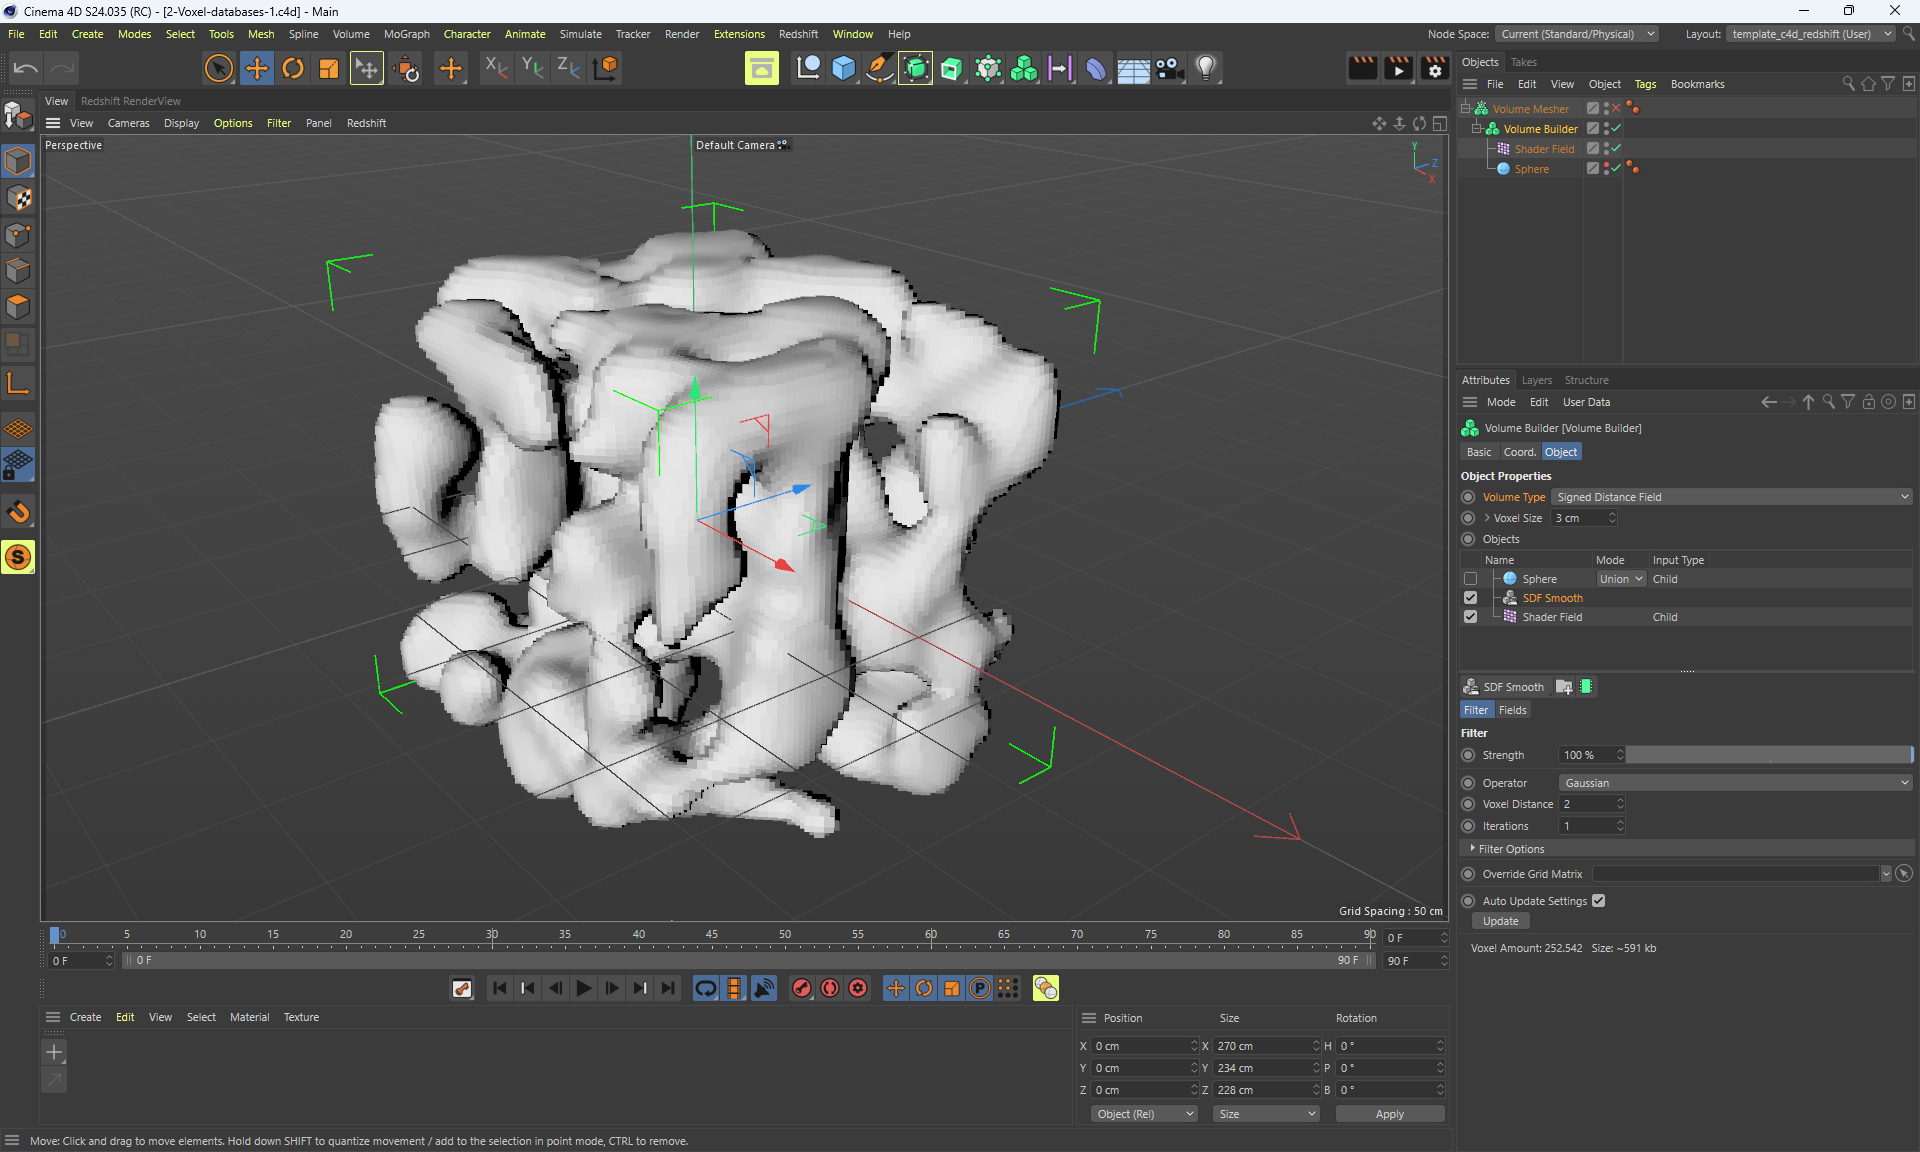 Cinema 4D S24.035 (RC) - [2-Voxel-databases-1.c4d] - Main
File Edit Create Modes Select Tools Mesh Spline Volume MoGraph Character Animate Simulate Tracker Render Extensions Redshift Window Help Node Space: Current (Standard/Physical) Layout: template_c4d_redshift (User)
X Y Z
Objects Takes
File Edit View Object Tags Bookmarks
View Redshift RenderView
View Cameras Display Options Filter Panel Redshift
Perspective
Default Camera
Y
Z
X
Volume Mesher
Volume Builder
Shader Field
Sphere
Attributes Layers Structure
Mode Edit User Data
Volume Builder [Volume Builder]
Basic Coord. Object
Object Properties
Volume Type Signed Distance Field
Voxel Size 3 cm
Objects
Name Mode Input Type
Sphere Union Child
SDF Smooth
Shader Field Child
S
SDF Smooth
Filter Fields
Filter
Strength 100 %
Operator Gaussian
Voxel Distance 2
Iterations 1
Filter Options
Override Grid Matrix
Auto Update Settings
Update
Voxel Amount: 252.542 Size: ~591 kb
Grid Spacing : 50 cm
0 5 10 15 20 25 30 35 40 45 50 55 60 65 70 75 80 85 90 0 F
0 F 0 F 90 F 90 F
P
Create Edit View Select Material Texture
Position Size Rotation
X 0 cm X 270 cm H 0 °
Y 0 cm Y 234 cm P 0 °
Z 0 cm Z 228 cm B 0 °
Object (Rel) Size Apply
Move: Click and drag to move elements. Hold down SHIFT to quantize movement / add to the selection in point mode, CTRL to remove.